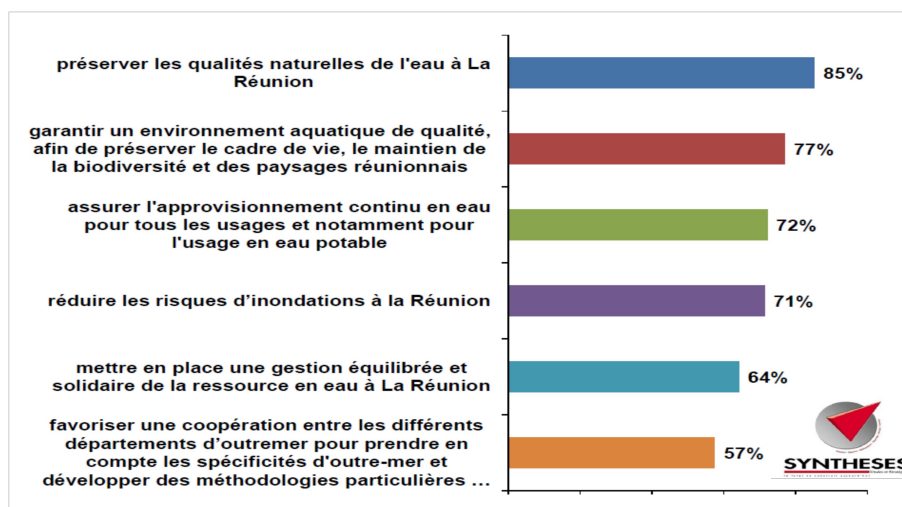 préserver les qualités naturelles de l'eau à La
Réunion
85%
garantir un environnement aquatique de qualité,
afin de préserver le cadre de vie, le maintien de
la biodiversité et des paysages réunionnais
77%
assurer l'approvisionnement continu en eau
pour tous les usages et notamment pour
l'usage en eau potable
72%
réduire les risques d’inondations à la Réunion
71%
mettre en place une gestion équilibrée et
solidaire de la ressource en eau à La Réunion
64%
favoriser une coopération entre les différents
départements d’outremer pour prendre en
compte les spécificités d'outre-mer et
développer des méthodologies particulières ...
57%
SYNTHESES